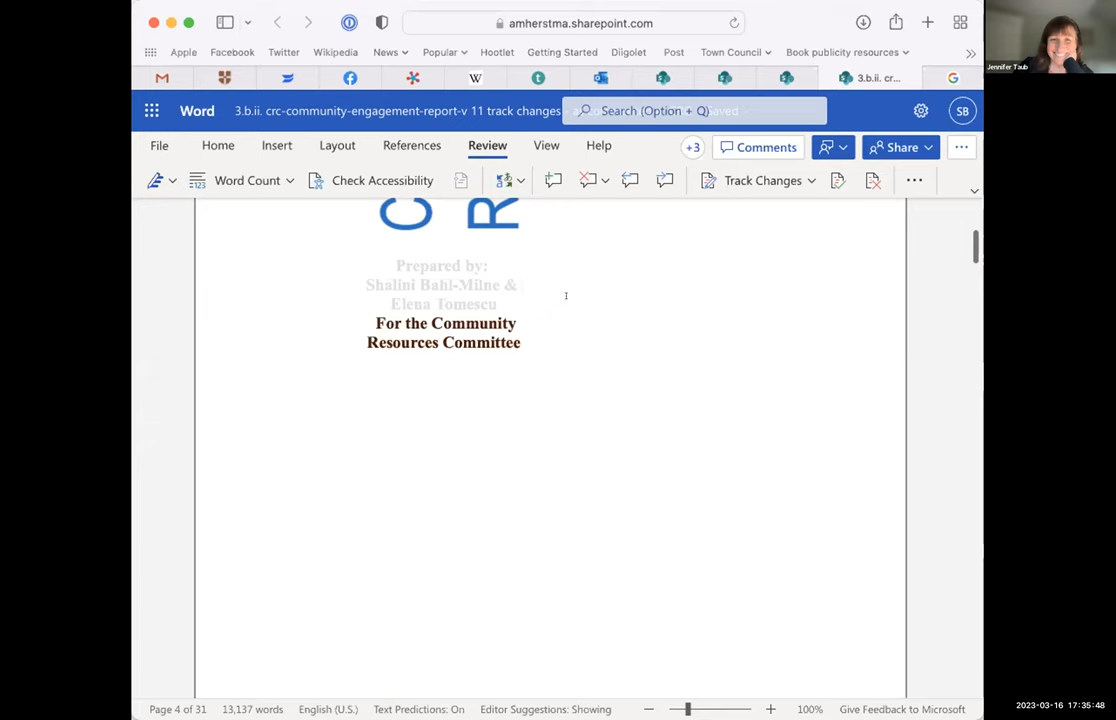 amherstma.sharepoint.com
Apple Facebook Twitter Wikipedia News Popular Hootlet Getting Started Diigolet Post Town Council Book publicity resources
3.b.ii. cr...
Word 3.b.ii. crc-community-engagement-report-v 11 track changes Search (Option + Q) SB
File Home Insert Layout References Review View Help +3 Comments Share
Word Count Check Accessibility Track Changes
C R
Prepared by:
Shalini Bahl-Milne &
Elena Tomescu
For the Community
Resources Committee
Page 4 of 31 13,137 words English (U.S.) Text Predictions: On Editor Suggestions: Showing 100% Give Feedback to Microsoft
Jennifer Taub
2023-03-16 17:35:48